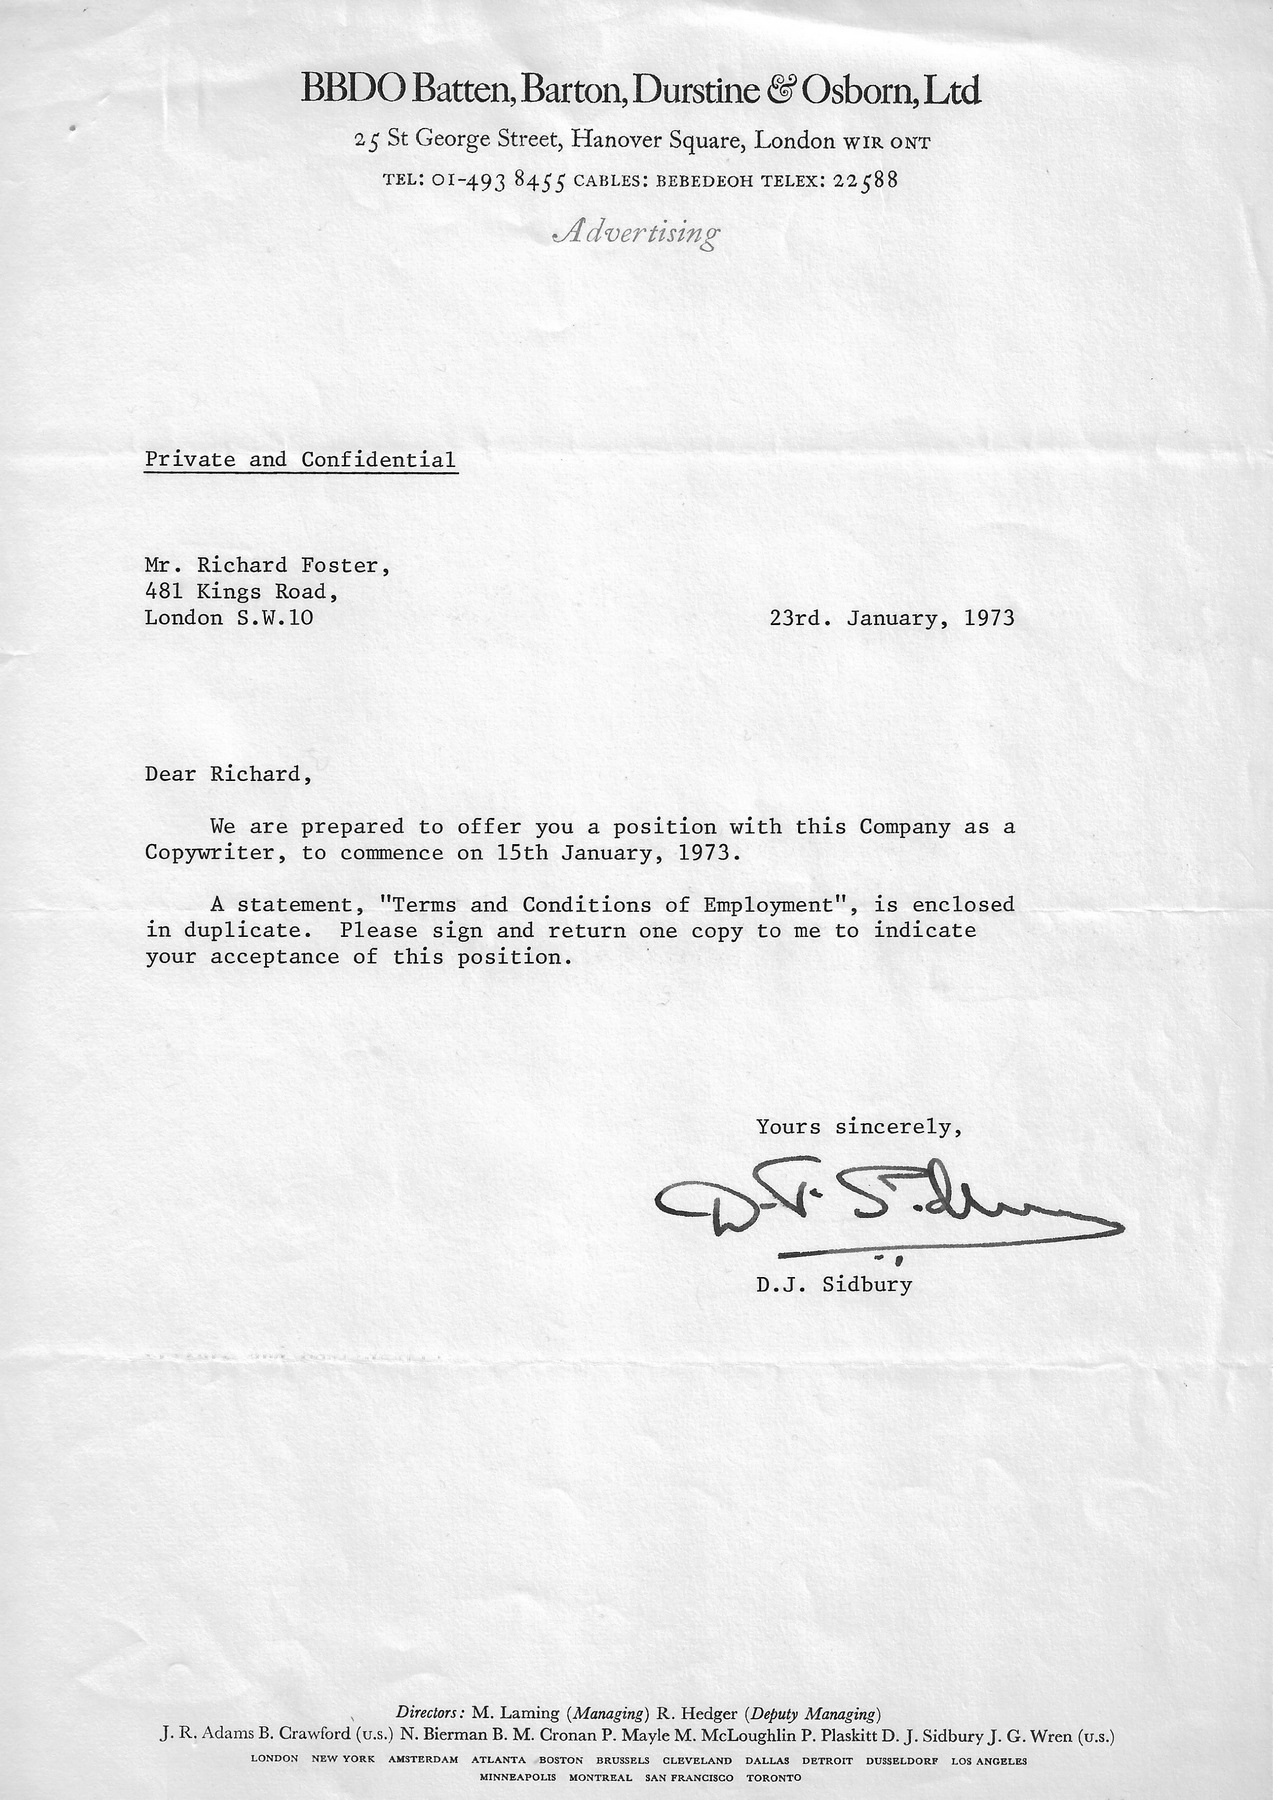 BBDO Batten, Barton, Durstine & Osborn, Ltd
25 St George Street, Hanover Square, London W1R 0NT
TEL: 01-493 8455 CABLES: BEBEDEOH TELEX: 22588
Advertising
Private and Confidential
Mr. Richard Foster,
481 Kings Road,
London S.W.10
23rd. January, 1973
Dear Richard,
We are prepared to offer you a position with this Company as a
Copywriter, to commence on 15th January, 1973.
A statement, "Terms and Conditions of Employment", is enclosed
in duplicate. Please sign and return one copy to me to indicate
your acceptance of this position.
Yours sincerely,
D. J. Sidbury
D.J. Sidbury
Directors: M. Laming (Managing) R. Hedger (Deputy Managing)
J. R. Adams B. Crawford (U.S.) N. Bierman B. M. Cronan P. Mayle M. McLoughlin P. Plaskitt D. J. Sidbury J. G. Wren (U.S.)
LONDON NEW YORK AMSTERDAM ATLANTA BOSTON BRUSSELS CLEVELAND DALLAS DETROIT DUSSELDORF LOS ANGELES
MINNEAPOLIS MONTREAL SAN FRANCISCO TORONTO